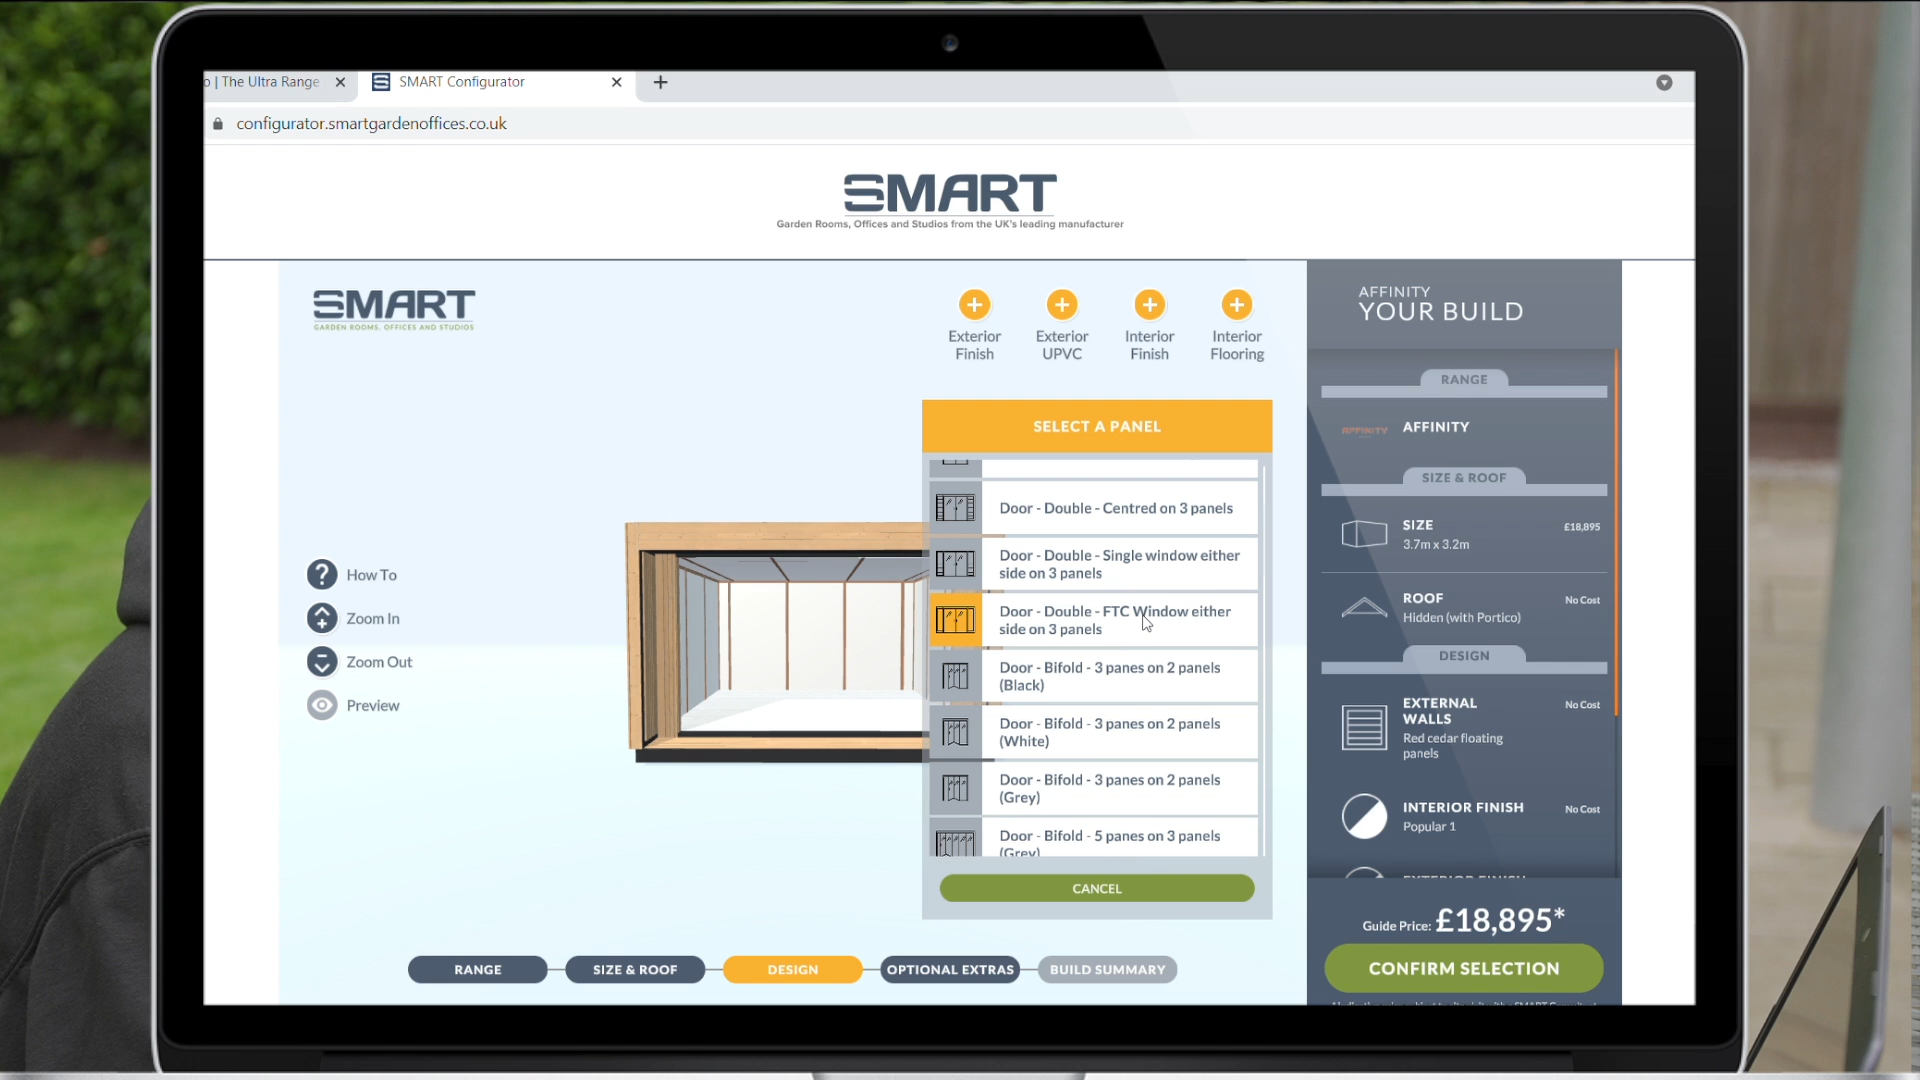 o | The Ultra Range
SMART Configurator
configurator.smartgardenoffices.co.uk
SMART
Garden Rooms, Offices and Studios from the UK's leading manufacturer
SMART
GARDEN ROOMS, OFFICES AND STUDIOS
Exterior
Finish
Exterior
UPVC
Interior
Finish
Interior
Flooring
How To
Zoom In
Zoom Out
Preview
SELECT A PANEL
Door - Double - Centred on 3 panels
Door - Double - Single window either
side on 3 panels
Door - Double - FTC Window either
side on 3 panels
Door - Bifold - 3 panes on 2 panels
(Black)
Door - Bifold - 3 panes on 2 panels
(White)
Door - Bifold - 3 panes on 2 panels
(Grey)
Door - Bifold - 5 panes on 3 panels
(Grey)
CANCEL
AFFINITY
YOUR BUILD
RANGE
AFFINITY
AFFINITY
SIZE & ROOF
SIZE
£18,895
3.7m x 3.2m
ROOF
No Cost
Hidden (with Portico)
DESIGN
EXTERNAL
WALLS
No Cost
Red cedar floating
panels
INTERIOR FINISH
No Cost
Popular 1
Guide Price: £18,895*
CONFIRM SELECTION
RANGE
SIZE & ROOF
DESIGN
OPTIONAL EXTRAS
BUILD SUMMARY